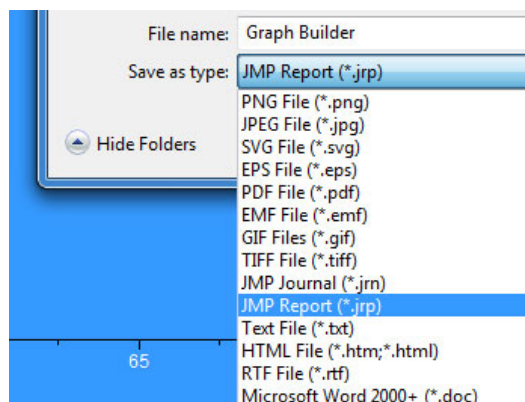 File name: Graph Builder
Save as type: JMP Report (*.jrp)
PNG File (*.png)
JPEG File (*.jpg)
SVG File (*.svg)
Hide Folders
EPS File (*.eps)
PDF File (*.pdf)
EMF File (*.emf)
GIF Files (*.gif)
TIFF File (*.tiff)
JMP Journal (*.jrn)
JMP Report (*.jrp)
Text File (*.txt)
HTML File (*.htm;*.html)
65
RTF File (*.rtf)
Microsoft Word 2000+ (*.doc)